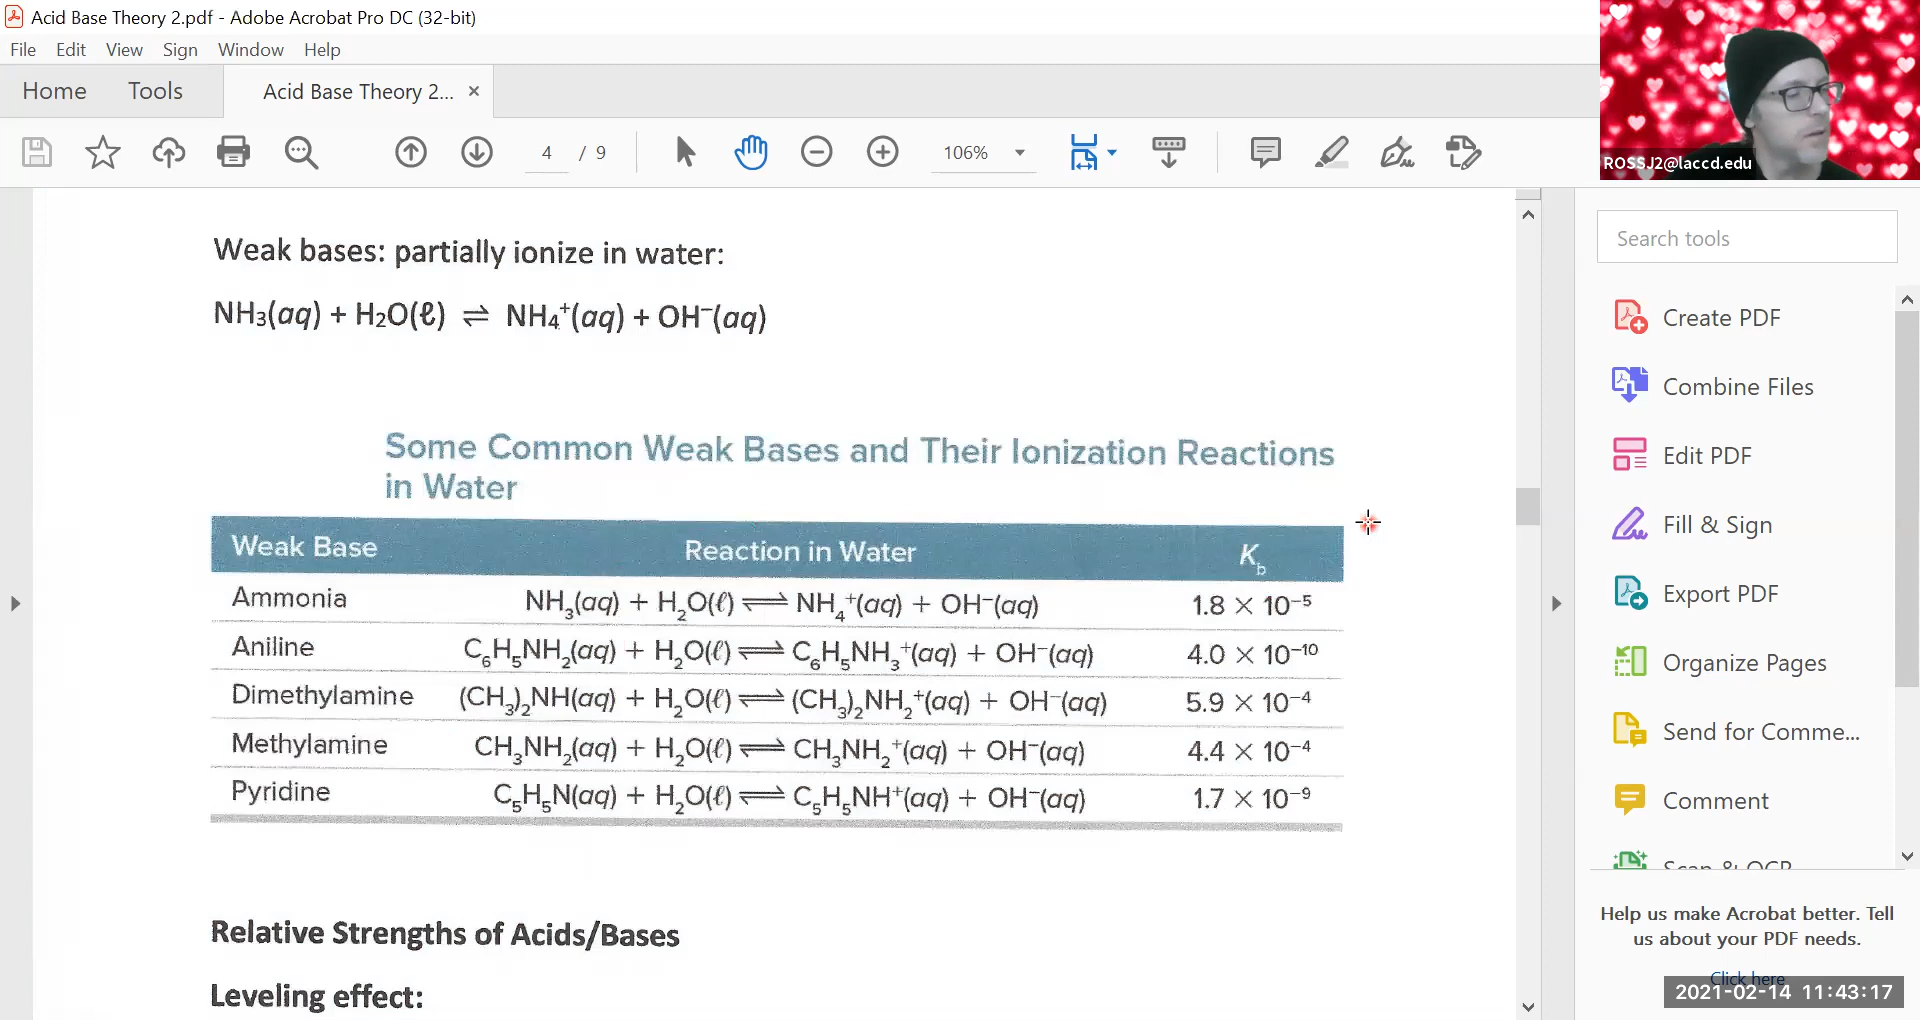 Acid Base Theory 2.pdf - Adobe Acrobat Pro DC (32-bit)
File Edit View Sign Window Help
Home Tools Acid Base Theory 2... ×
4 / 9 106%
ROSSJ2@laccd.edu
Weak bases: partially ionize in water:
NH₃(aq) + H₂O(ℓ) ⇌ NH₄⁺(aq) + OH⁻(aq)
Some Common Weak Bases and Their Ionization Reactions
in Water
Weak Base Reaction in Water K_b
Ammonia NH₃(aq) + H₂O(ℓ) ⇌ NH₄⁺(aq) + OH⁻(aq) 1.8 × 10⁻⁵
Aniline C₆H₅NH₂(aq) + H₂O(ℓ) ⇌ C₆H₅NH₃⁺(aq) + OH⁻(aq) 4.0 × 10⁻¹⁰
Dimethylamine (CH₃)₂NH(aq) + H₂O(ℓ) ⇌ (CH₃)₂NH₂⁺(aq) + OH⁻(aq) 5.9 × 10⁻⁴
Methylamine CH₃NH₂(aq) + H₂O(ℓ) ⇌ CH₃NH₂⁺(aq) + OH⁻(aq) 4.4 × 10⁻⁴
Pyridine C₅H₅N(aq) + H₂O(ℓ) ⇌ C₅H₅NH⁺(aq) + OH⁻(aq) 1.7 × 10⁻⁹
Relative Strengths of Acids/Bases
Leveling effect:
Search tools
Create PDF
Combine Files
Edit PDF
Fill & Sign
Export PDF
Organize Pages
Send for Comme...
Comment
Scan & OCR
Help us make Acrobat better. Tell
us about your PDF needs.
Click here
2021-02-14 11:43:17